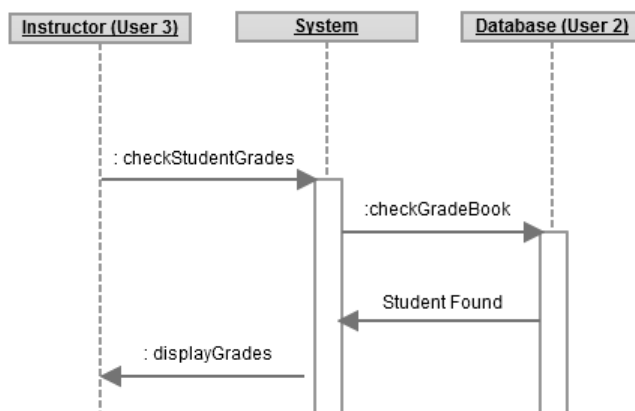 Instructor (User 3)
System
Database (User 2)
: checkStudentGrades
:checkGradeBook
Student Found
: displayGrades